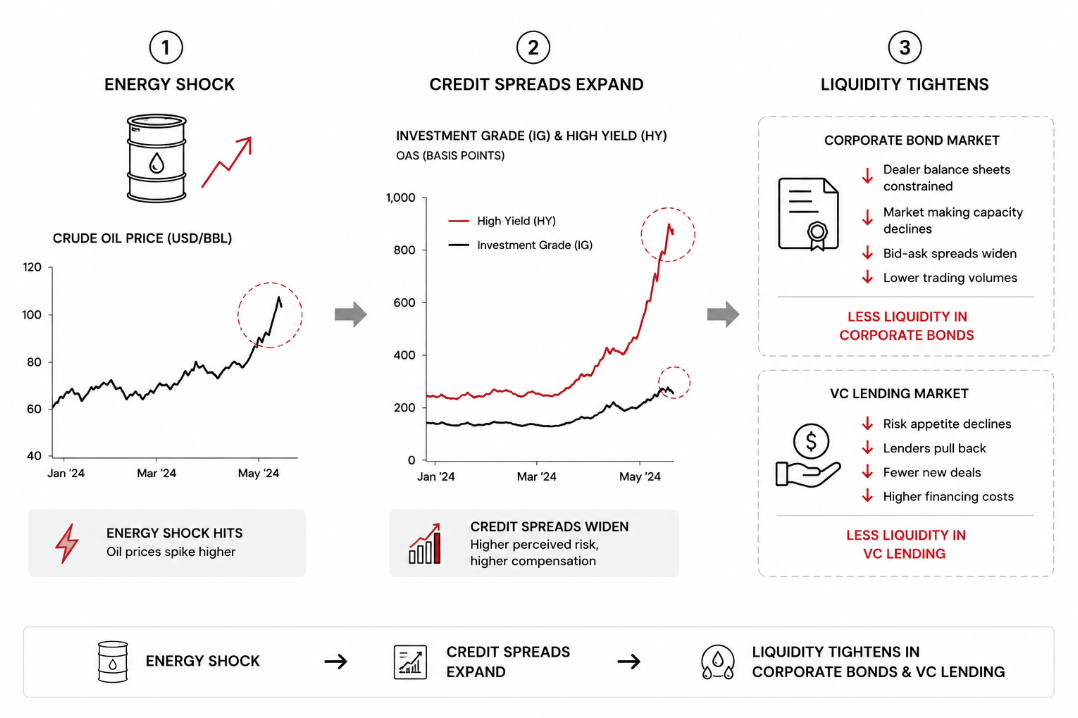 1
ENERGY SHOCK
CRUDE OIL PRICE (USD/BBL)
120
100
80
60
40
Jan '24
Mar '24
May '24
ENERGY SHOCK HITS
Oil prices spike higher
2
CREDIT SPREADS EXPAND
INVESTMENT GRADE (IG) & HIGH YIELD (HY)
OAS (BASIS POINTS)
1,000
800
600
400
200
0
High Yield (HY)
Investment Grade (IG)
Jan '24
Mar '24
May '24
CREDIT SPREADS WIDEN
Higher perceived risk,
higher compensation
3
LIQUIDITY TIGHTENS
CORPORATE BOND MARKET
Dealer balance sheets
constrained
Market making capacity
declines
Bid-ask spreads widen
Lower trading volumes
LESS LIQUIDITY IN
CORPORATE BONDS
VC LENDING MARKET
$
Risk appetite declines
Lenders pull back
Fewer new deals
Higher financing costs
LESS LIQUIDITY IN
VC LENDING
ENERGY SHOCK
CREDIT SPREADS
EXPAND
LIQUIDITY TIGHTENS IN
CORPORATE BONDS & VC LENDING